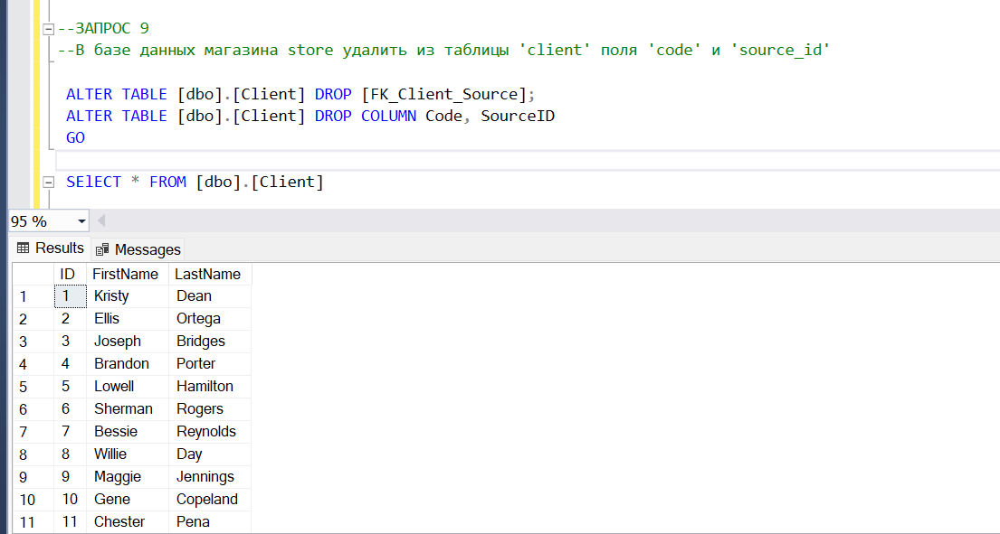 --ЗАПРОС 9
--В базе данных магазина store удалить из таблицы 'client' поля 'code' и 'source_id'
ALTER TABLE [dbo].[Client] DROP [FK_Client_Source];
ALTER TABLE [dbo].[Client] DROP COLUMN Code, SourceID
GO
SElECT * FROM [dbo].[Client]
95 %
Results Messages
ID FirstName LastName
1 1 Kristy Dean
2 2 Ellis Ortega
3 3 Joseph Bridges
4 4 Brandon Porter
5 5 Lowell Hamilton
6 6 Sherman Rogers
7 7 Bessie Reynolds
8 8 Willie Day
9 9 Maggie Jennings
10 10 Gene Copeland
11 11 Chester Pena